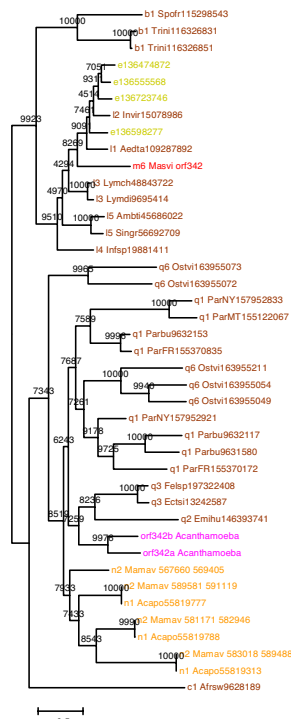 b1 Spofr115298543
10000
b1 Trini116326831
10130
b1 Trini11632685​1
9923
e136474872
7051
e136555568
931
e136723746
4514
l2 Invir15078986
7461
e136598277
9091
l1 Aedta109287892
8269
m6 Masvi orf342
4294
l3 Lymch48843722
10000
l3 Lymdi9695414
4970
l5 Ambti45686022
10000
l5 Singr56692709
9510
l4 Infsp19881411
q6 Ostvi163955073
9965
q6 Ostvi163955072
q1 ParNY157952833
10000
q1 ParMT155122067
7589
q1 Parbu9632153
9996
q1 ParFR155370835
7687
q6 Ostvi163955211
10000
q6 Ostvi163955054
9940
q6 Ostvi163955049
7261
q1 ParNY157952921
7343
9178
q1 Parbu9632117
10000
q1 Parbu9631580
9725
q1 ParFR155370172
6243
q3 Felsp197322408
10000
q3 Ectsi13242587
8236
q2 Emihu146393741
8519
7259
orf342b Acanthamoeba
9976
orf342a Acanthamoeba
n2 Mamav 567660 569405
7933
n2 Mamav 589581 591119
10000
n1 Acapo55819777
7433
n2 Mamav 581171 582946
9990
n1 Acapo55819788
8543
n2 Mamav 583018 589488
10000
n1 Acapo55819313
c1 Afrsw9628189